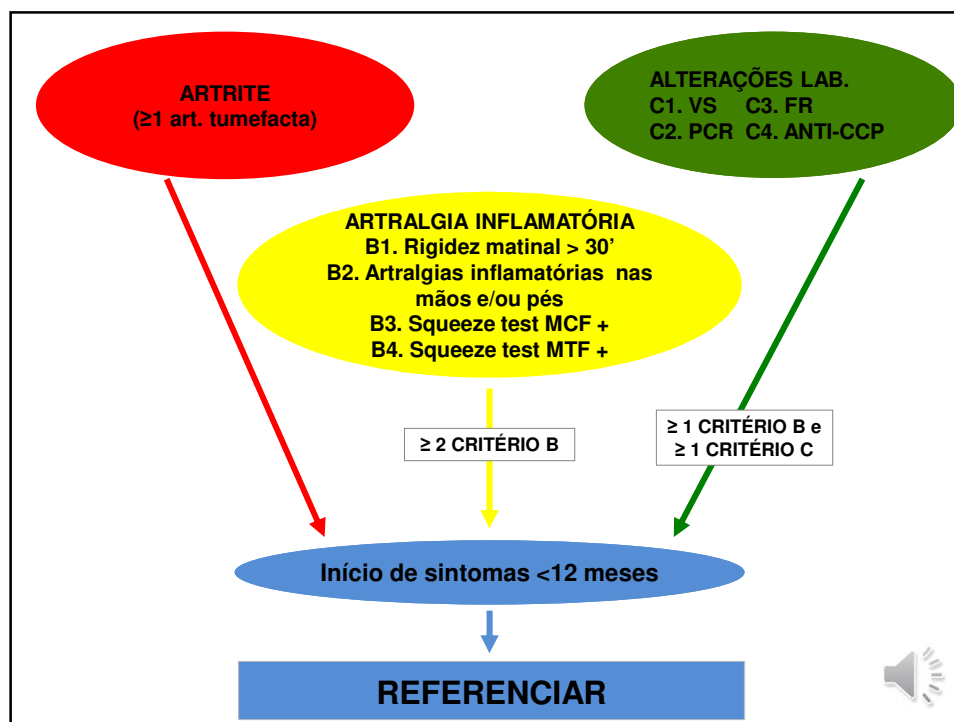 ARTRITE
(≥1 art. tumefacta)
ALTERAÇÕES LAB.
C1. VS C3. FR
C2. PCR C4. ANTI-CCP
ARTRALGIA INFLAMATÓRIA
B1. Rigidez matinal > 30’
B2. Artralgias inflamatórias nas
mãos e/ou pés
B3. Squeeze test MCF +
B4. Squeeze test MTF +
≥ 2 CRITÉRIO B
≥ 1 CRITÉRIO B e
≥ 1 CRITÉRIO C
Início de sintomas <12 meses
REFERENCIAR